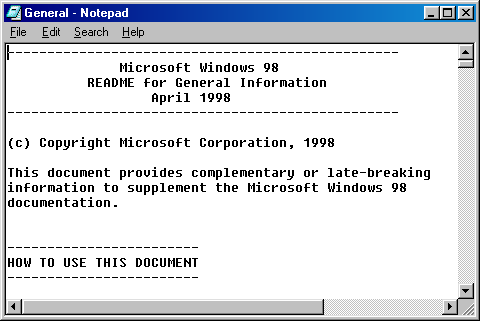 General - Notepad
File Edit Search Help
-------------------------------------------------
Microsoft Windows 98
README for General Information
April 1998
-------------------------------------------------
(c) Copyright Microsoft Corporation, 1998
This document provides complementary or late-breaking
information to supplement the Microsoft Windows 98
documentation.
------------------------
HOW TO USE THIS DOCUMENT
------------------------